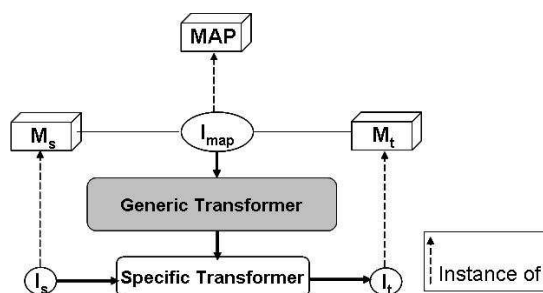 MAP
Ms
Imap
Mt
Generic Transformer
Is
Specific Transformer
It
Instance of